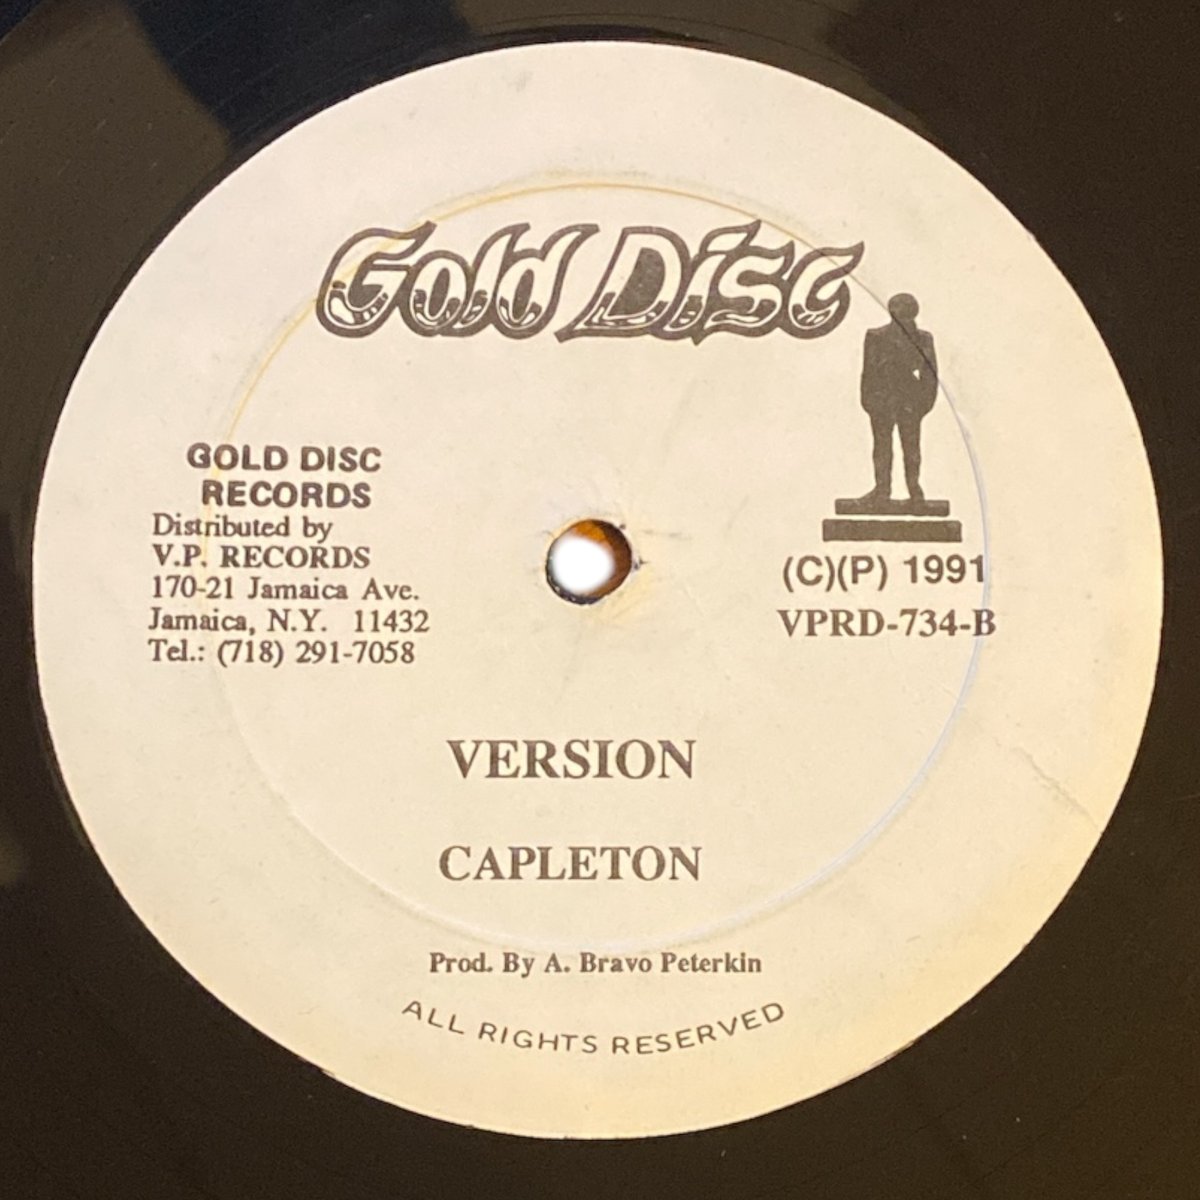 Gold Disc
GOLD DISC
RECORDS
Distributed by
V.P. RECORDS
170-21 Jamaica Ave.
Jamaica, N.Y. 11432
Tel.: (718) 291-7058
(C)(P) 1991
VPRD-734-B
VERSION
CAPLETON
Prod. By A. Bravo Peterkin
ALL RIGHTS RESERVED